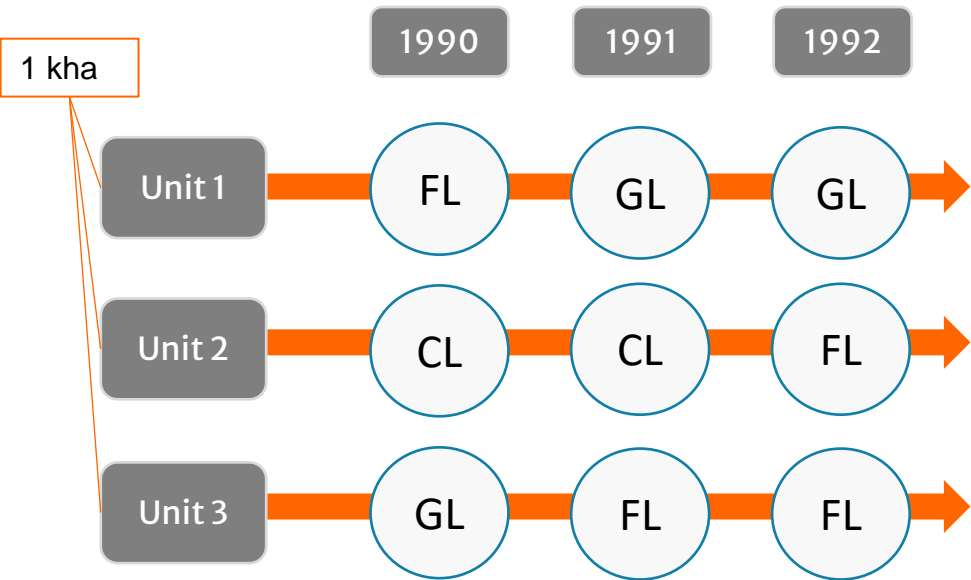 1990 1991 1992
1 kha
Unit 1 FL GL GL
Unit 2 CL CL FL
Unit 3 GL FL FL